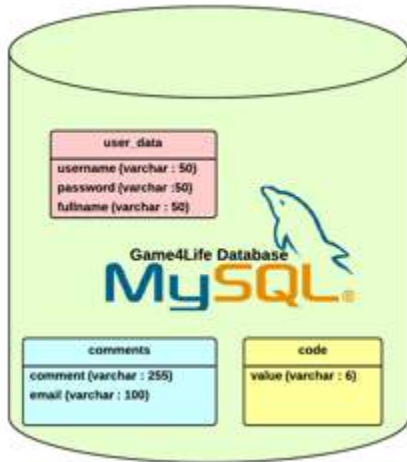 user_data
username (varchar : 50)
password (varchar :50)
fullname (varchar : 50)
Game4Life Database
MySQL®
comments
comment (varchar : 255)
email (varchar : 100)
code
value (varchar : 6)